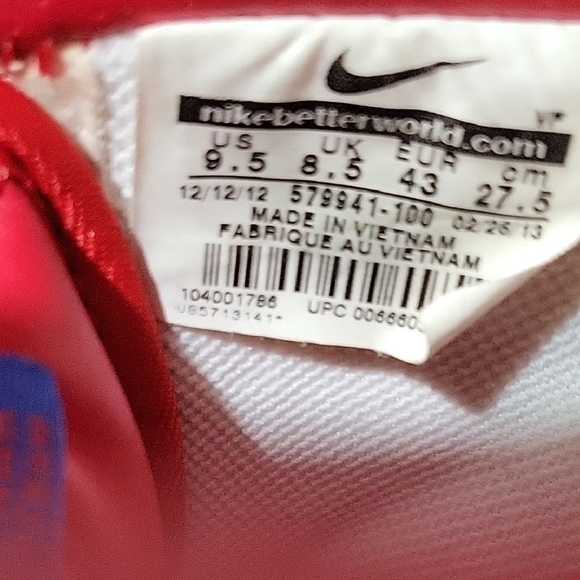 nikebetterworld.com
US UK EUR cm
9.5 8.5 43 27.5
12/12/12 579941-100 02/26/13
MADE IN VIETNAM
FABRIQUE AU VIETNAM
104001786 UPC 006660